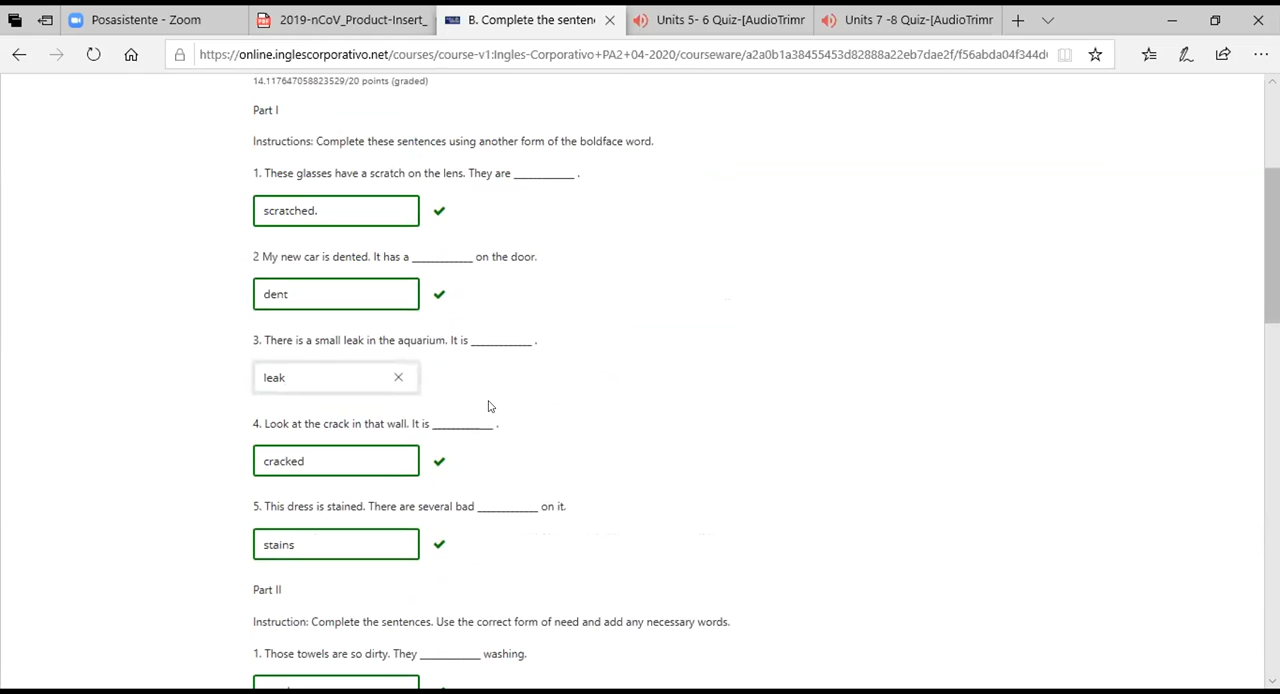 Posasistente - Zoom
2019-nCoV_Product-Insert_
B. Complete the senten
Units 5- 6 Quiz-[AudioTrimr
Units 7 -8 Quiz-[AudioTrimr
https://online.inglescorporativo.net/courses/course-v1:Ingles-Corporativo+PA2+04-2020/courseware/a2a0b1a38455453d82888a22eb7dae2f/f56abda04f344d
14.117647058823529/20 points (graded)
Part I
Instructions: Complete these sentences using another form of the boldface word.
1. These glasses have a scratch on the lens. They are ___________ .
scratched.
2 My new car is dented. It has a ___________ on the door.
dent
3. There is a small leak in the aquarium. It is ___________ .
leak
4. Look at the crack in that wall. It is ___________ .
cracked
5. This dress is stained. There are several bad ___________ on it.
stains
Part II
Instruction: Complete the sentences. Use the correct form of need and add any necessary words.
1. Those towels are so dirty. They ___________ washing.